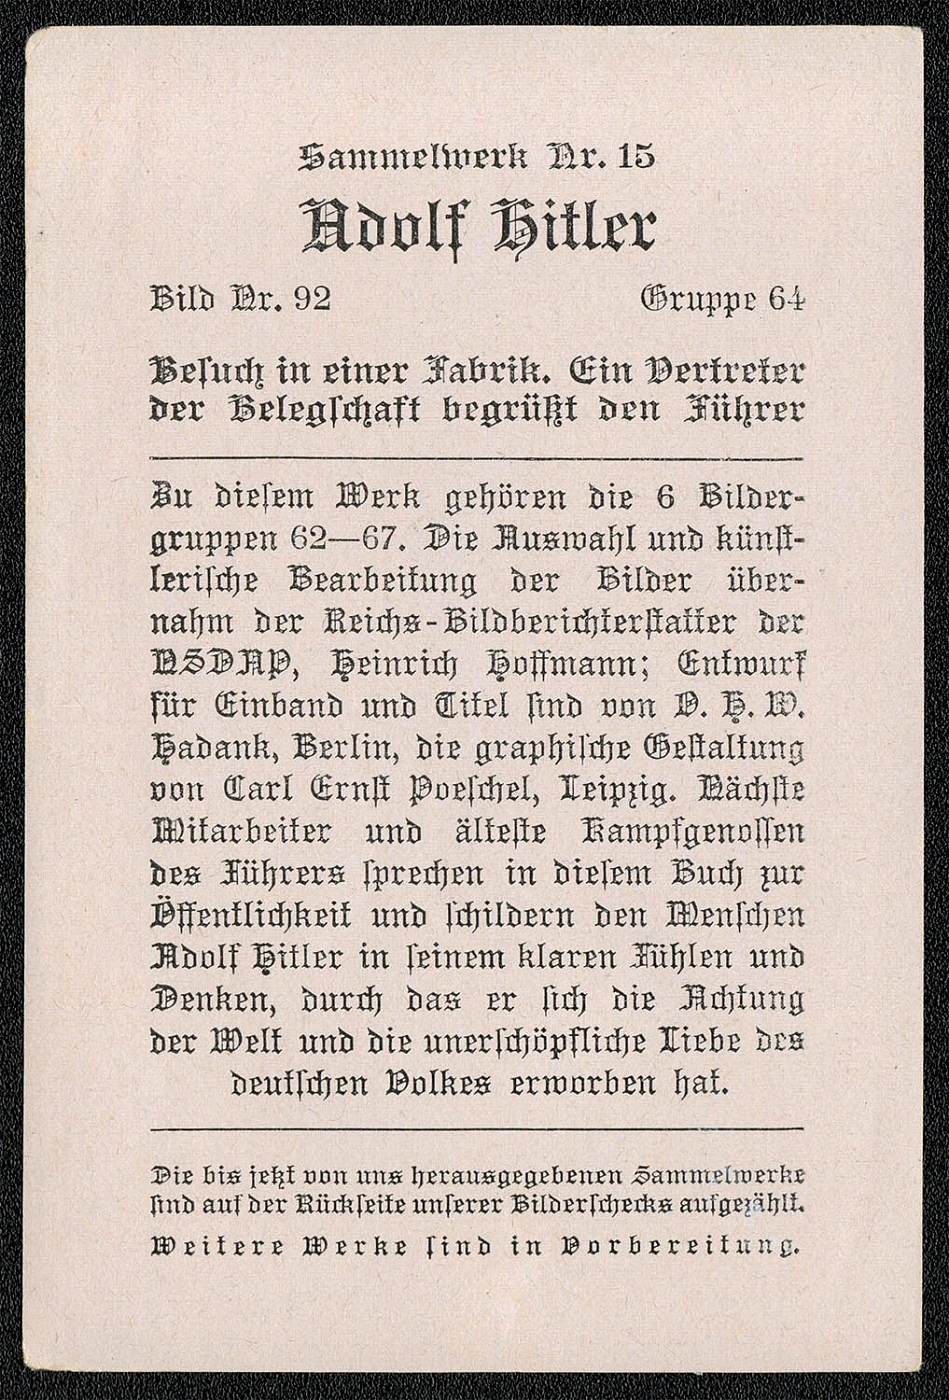 Sammelwerk Nr. 15
Adolf Hitler
Bild Nr. 92 Gruppe 64
Besuch in einer Fabrik. Ein Vertreter
der Belegschaft begrüßt den Führer
Zu diesem Werk gehören die 6 Bilder-
gruppen 62—67. Die Auswahl und künst-
lerische Bearbeitung der Bilder über-
nahm der Reichs-Bildberichterstatter der
NSDAP, Heinrich Hoffmann; Entwurf
für Einband und Titel sind von O. H. W.
Hadank, Berlin, die graphische Gestaltung
von Carl Ernst Poeschel, Leipzig. Nächste
Mitarbeiter und älteste Kampfgenossen
des Führers sprechen in diesem Buch zur
Öffentlichkeit und schildern den Menschen
Adolf Hitler in seinem klaren Fühlen und
Denken, durch das er sich die Achtung
der Welt und die unerschöpfliche Liebe des
deutschen Volkes erworben hat.
Die bis jetzt von uns herausgegebenen Sammelwerke
sind auf der Rückseite unserer Bilderschecks aufgezählt.
Weitere Werke sind in Vorbereitung.